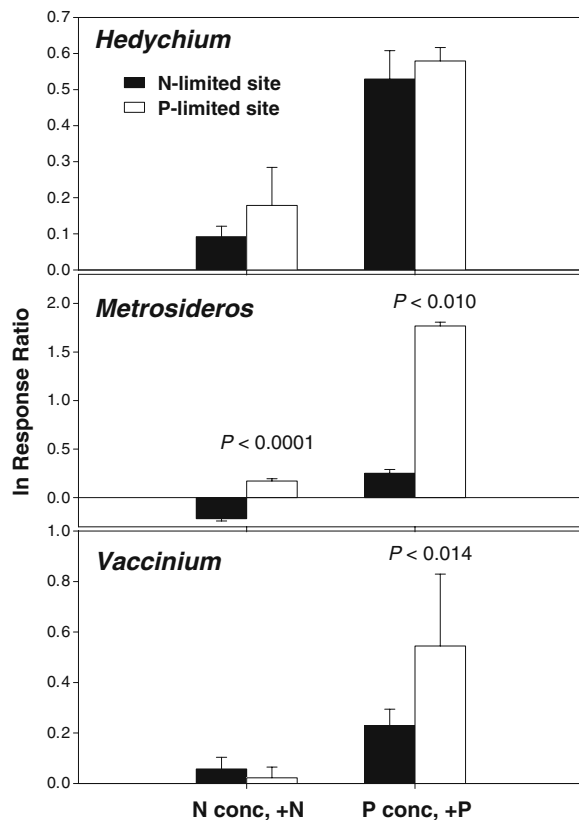 0.7
Hedychium
0.6
N-limited site
0.5
P-limited site
0.4
0.3
0.2
0.1
0.0
Metrosideros
2.0
P < 0.010
1.5
1.0
P < 0.0001
0.5
0.0
ln Response Ratio
1.0
Vaccinium
P < 0.014
0.8
0.6
0.4
0.2
0.0
N conc, +N
P conc, +P